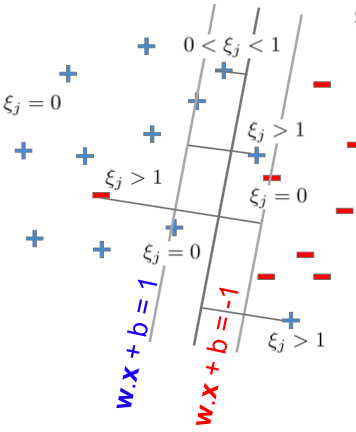 0 < ξj < 1
ξj = 0
ξj > 1
ξj > 1
ξj = 0
ξj = 0
ξj > 1
w.x + b = 1
w.x + b = -1